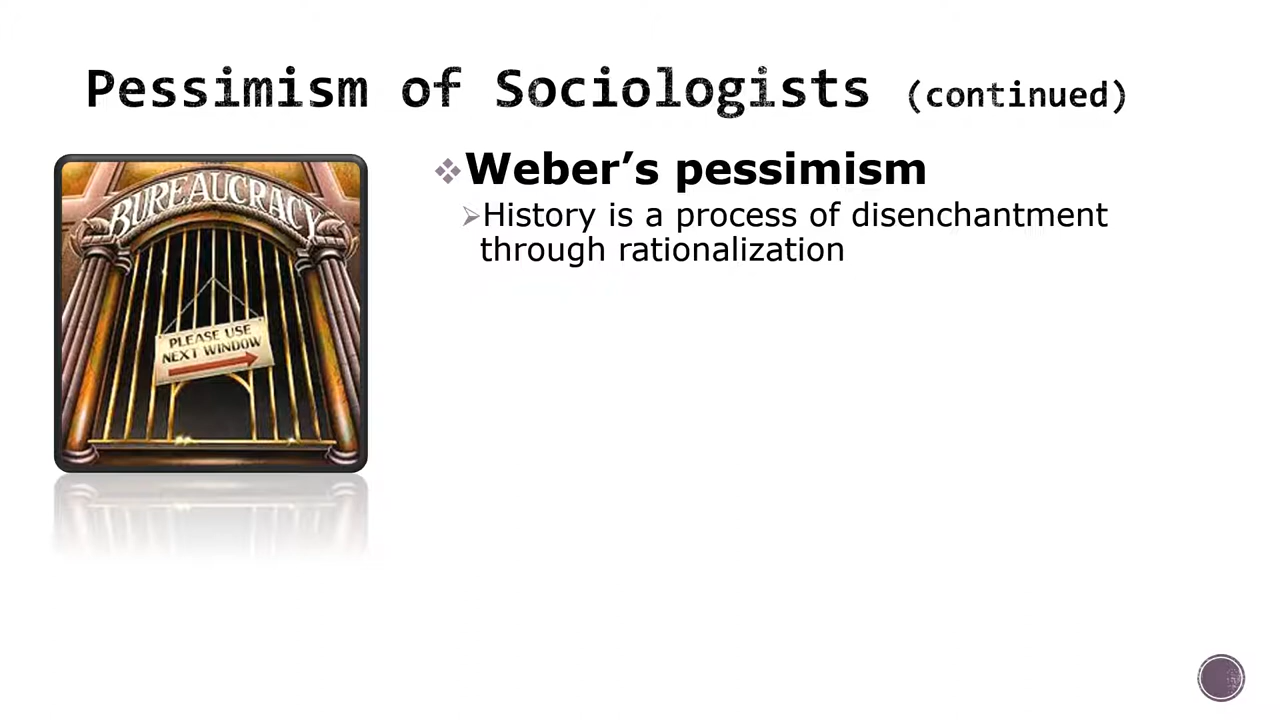 Pessimism of Sociologists (continued)
BUREAUCRACY
PLEASE USE
NEXT WINDOW
Weber’s pessimism
History is a process of disenchantment
through rationalization